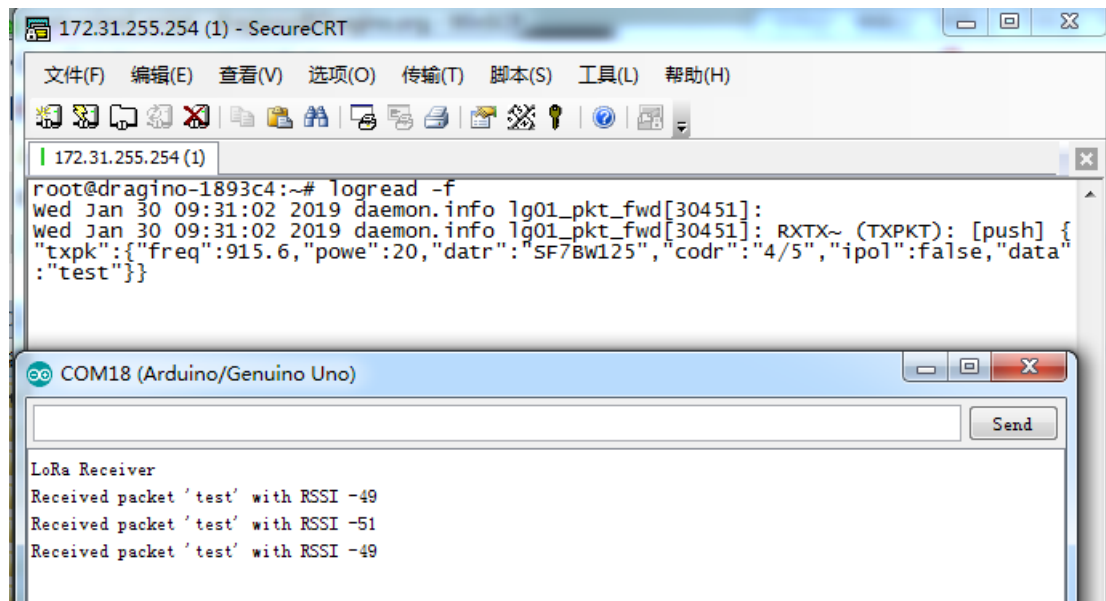 172.31.255.254 (1) - SecureCRT
文件(F) 编辑(E) 查看(V) 选项(O) 传输(T) 脚本(S) 工具(L) 帮助(H)
172.31.255.254 (1)
root@dragino-1893c4:~# logread -f
Wed Jan 30 09:31:02 2019 daemon.info lg01_pkt_fwd[30451]:
Wed Jan 30 09:31:02 2019 daemon.info lg01_pkt_fwd[30451]: RXTX~ (TXPKT): [push] {
"txpk":{"freq":915.6,"powe":20,"datr":"SF7BW125","codr":"4/5","ipol":false,"data"
:"test"}}
COM18 (Arduino/Genuino Uno)
Send
LoRa Receiver
Received packet 'test' with RSSI -49
Received packet 'test' with RSSI -51
Received packet 'test' with RSSI -49